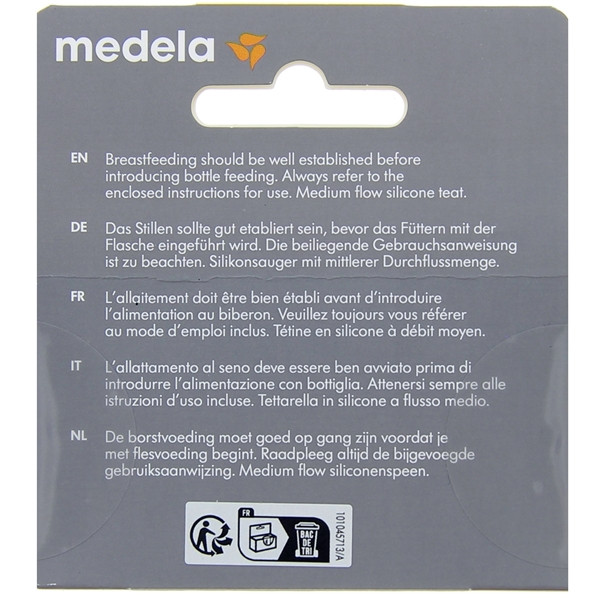 medela
EN Breastfeeding should be well established before
introducing bottle feeding. Always refer to the
enclosed instructions for use. Medium flow silicone teat.
DE Das Stillen sollte gut etabliert sein, bevor das Füttern mit der
Flasche eingeführt wird. Die beiliegende Gebrauchsanweisung
ist zu beachten. Silikonsauger mit mittlerer Durchflussmenge.
FR L'allaitement doit être bien établi avant d'introduire
l'alimentation au biberon. Veuillez toujours vous référer
au mode d'emploi inclus. Tétine en silicone à débit moyen.
IT L'allattamento al seno deve essere ben avviato prima di
introdurre l'alimentazione con bottiglia. Attenersi sempre alle
istruzioni d'uso incluse. Tettarella in silicone a flusso medio.
NL De borstvoeding moet goed op gang zijn voordat je
met flesvoeding begint. Raadpleeg altijd de bijgevoegde
gebruiksaanwijzing. Medium flow siliconenspeen.
FR
BAC
DE
TRI
101045713/A